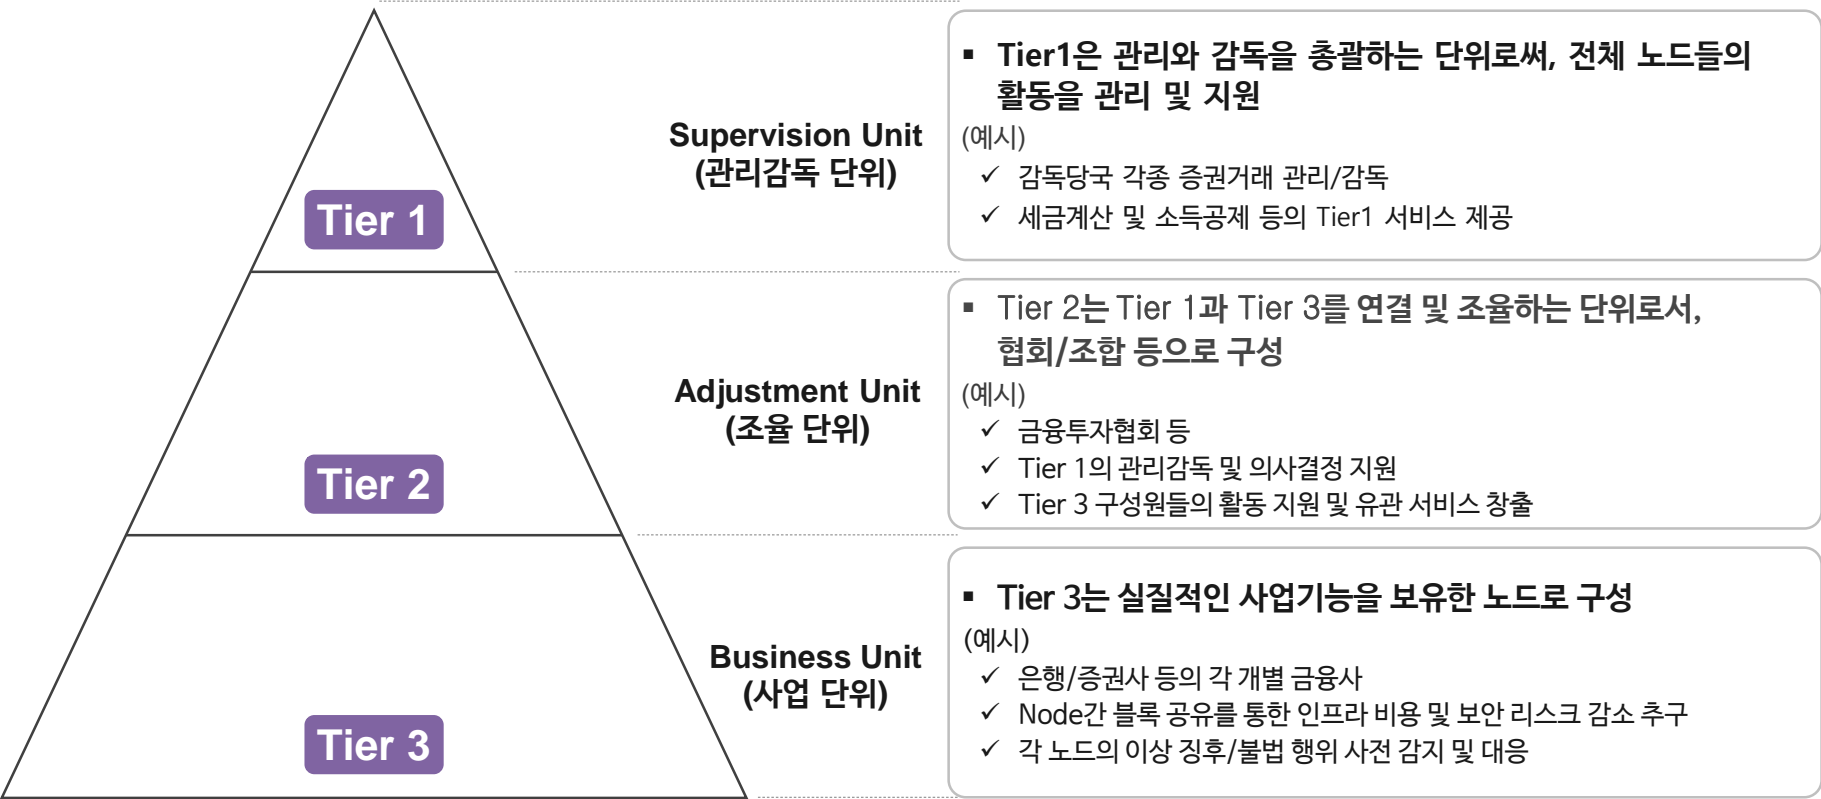 Tier 1
Supervision Unit
(관리감독 단위)
▪ Tier1은 관리와 감독을 총괄하는 단위로써, 전체 노드들의
활동을 관리 및 지원
(예시)
✓ 감독당국 각종 증권거래 관리/감독
✓ 세금계산 및 소득공제 등의 Tier1 서비스 제공
Tier 2
Adjustment Unit
(조율 단위)
▪ Tier 2는 Tier 1과 Tier 3를 연결 및 조율하는 단위로서,
협회/조합 등으로 구성
(예시)
✓ 금융투자협회 등
✓ Tier 1의 관리감독 및 의사결정 지원
✓ Tier 3 구성원들의 활동 지원 및 유관 서비스 창출
Tier 3
Business Unit
(사업 단위)
▪ Tier 3는 실질적인 사업기능을 보유한 노드로 구성
(예시)
✓ 은행/증권사 등의 각 개별 금융사
✓ Node간 블록 공유를 통한 인프라 비용 및 보안 리스크 감소 추구
✓ 각 노드의 이상 징후/불법 행위 사전 감지 및 대응